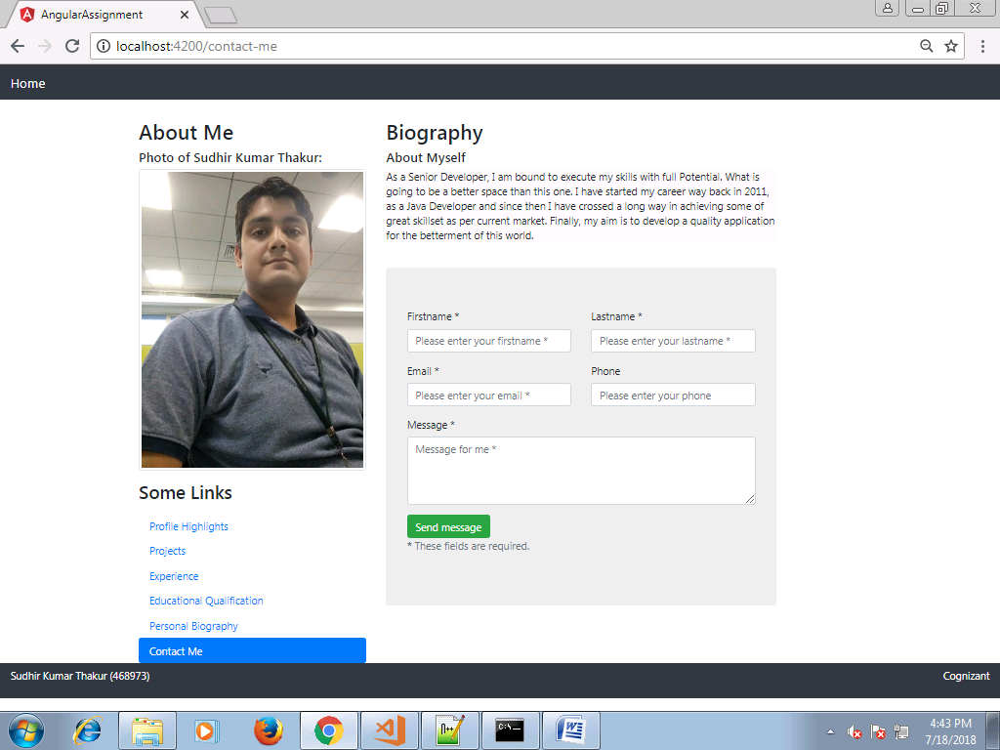 AngularAssignment
localhost:4200/contact-me
Home
About Me
Photo of Sudhir Kumar Thakur:
Biography
About Myself
As a Senior Developer, I am bound to execute my skills with full Potential. What is
going to be a better space than this one. I have started my career way back in 2011,
as a Java Developer and since then I have crossed a long way in achieving some of
great skillset as per current market. Finally, my aim is to develop a quality application
for the betterment of this world.
Firstname * Lastname *
Please enter your firstname * Please enter your lastname *
Email * Phone
Please enter your email * Please enter your phone
Message *
Message for me *
Send message
* These fields are required.
Some Links
Profile Highlights
Projects
Experience
Educational Qualification
Personal Biography
Contact Me
Sudhir Kumar Thakur (468973) Cognizant
4:43 PM
7/18/2018